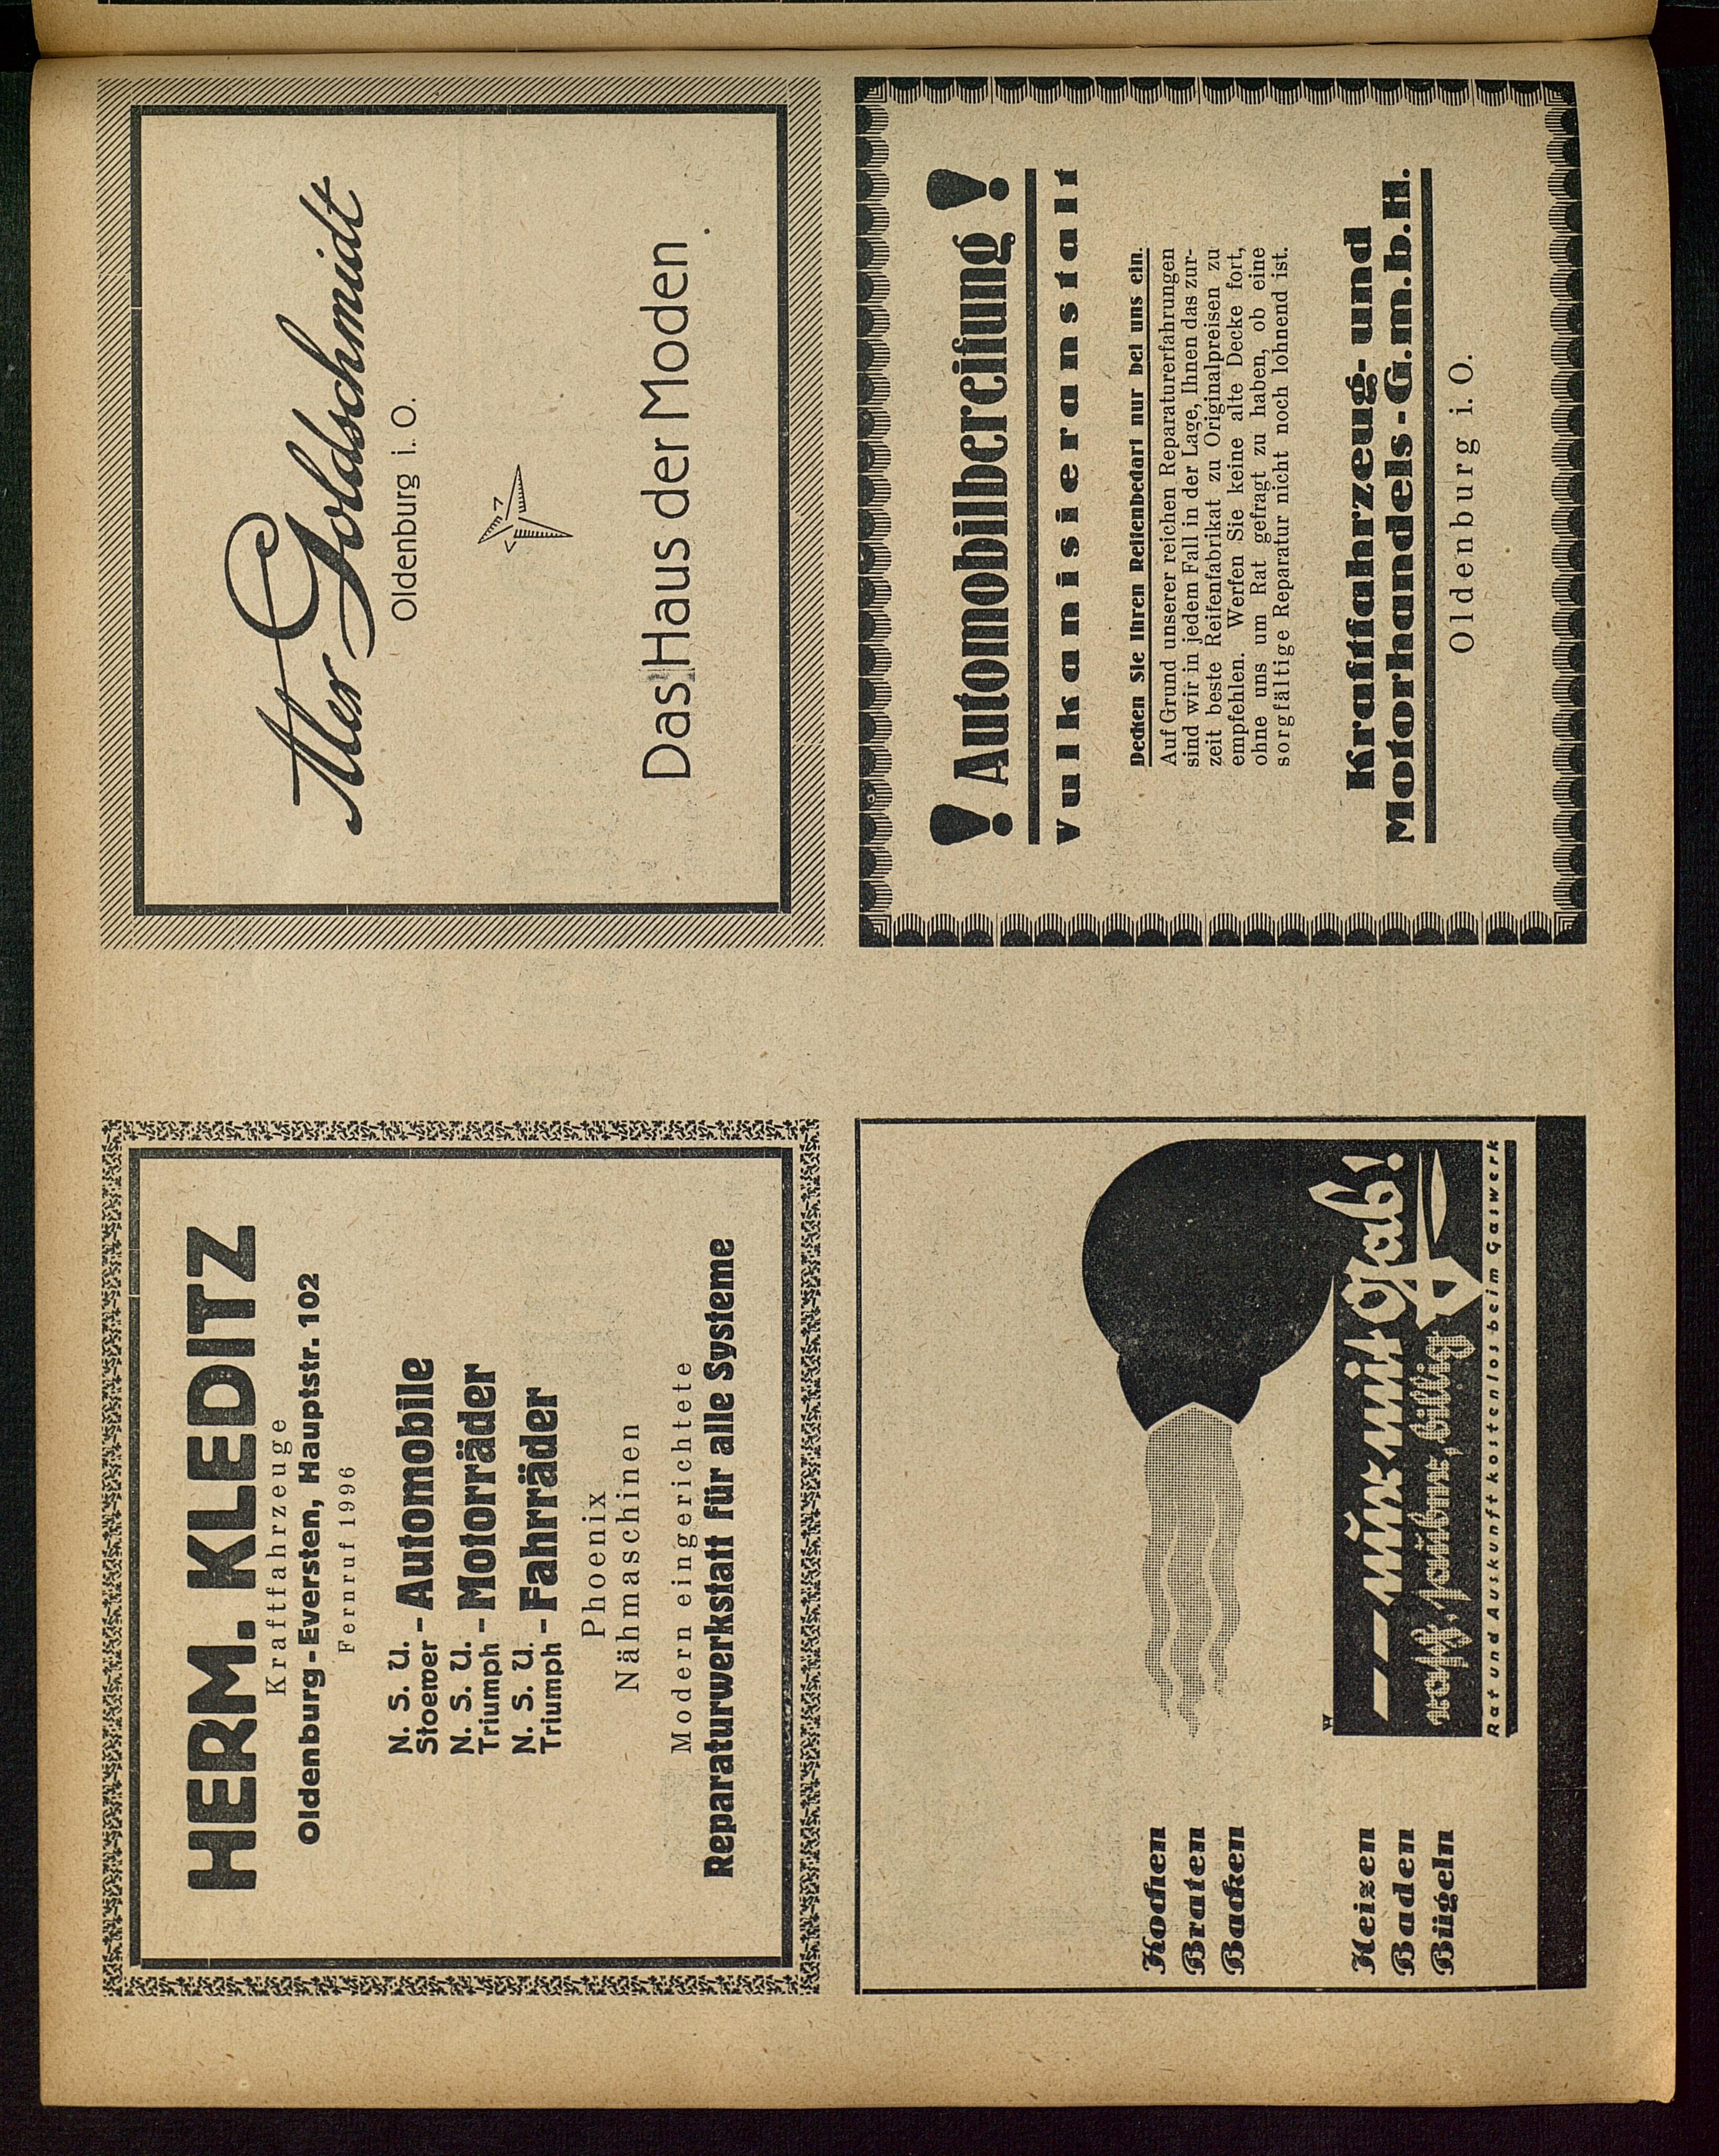 HERM. KLEDITZ
Kraftfahrzeuge
Oldenburg-Eversten, Hauptstr. 102
Fernruf 1996
N. S. U.
Stoewer - Automobile
N. S. U.
Triumph - Motorräder
N. S. U.
Triumph - Fahrräder
Phoenix
Nähmaschinen
Modern eingerichtete
Reparaturwerkstatt für alle Systeme
Alex Goldschmidt
Oldenburg i. O.
Das Haus der Moden
Kochen
Braten
Backen
Heizen
Baden
Bügeln
— — nur mit Gas!
rasch, sauber, billig
Rat und Auskunft kostenlos beim Gaswerk
! Automobilbereifung !
Vulkanisieranstalt
Decken Sie Ihren Reifenbedarf nur bei uns ein.
Auf Grund unserer reichen Reparaturerfahrungen
sind wir in jedem Fall in der Lage, Ihnen das zur-
zeit beste Reifenfabrikat zu Originalpreisen zu
empfehlen. Werfen Sie keine alte Decke fort,
ohne uns um Rat gefragt zu haben, ob eine
sorgfältige Reparatur nicht noch lohnend ist.
Kraftfahrzeug- und
Motorhandels-G.m.b.H.
Oldenburg i. O.